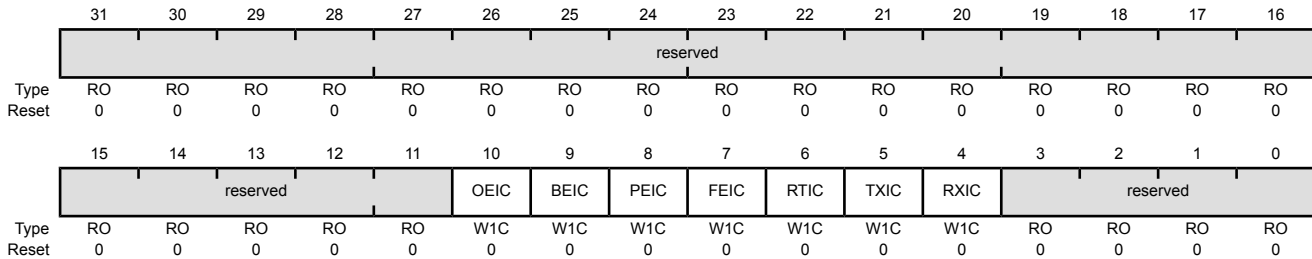 31 30 29 28 27 26 25 24 23 22 21 20 19 18 17 16
reserved
Type RO RO RO RO RO RO RO RO RO RO RO RO RO RO RO RO
Reset 0 0 0 0 0 0 0 0 0 0 0 0 0 0 0 0
15 14 13 12 11 10 9 8 7 6 5 4 3 2 1 0
reserved OEIC BEIC PEIC FEIC RTIC TXIC RXIC reserved
Type RO RO RO RO RO W1C W1C W1C W1C W1C W1C W1C RO RO RO RO
Reset 0 0 0 0 0 0 0 0 0 0 0 0 0 0 0 0